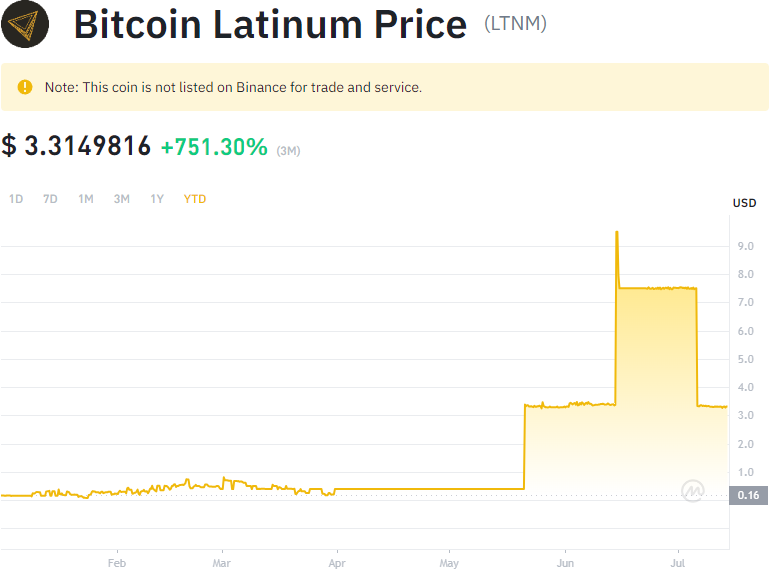 Bitcoin Latinum Price (LTNM)
Note: This coin is not listed on Binance for trade and service.
$ 3.3149816 +751.30% (3M)
1D 7D 1M 3M 1Y YTD
USD
9.0
8.0
7.0
6.0
5.0
4.0
3.0
2.0
1.0
0.16
Feb Mar Apr May Jun Jul